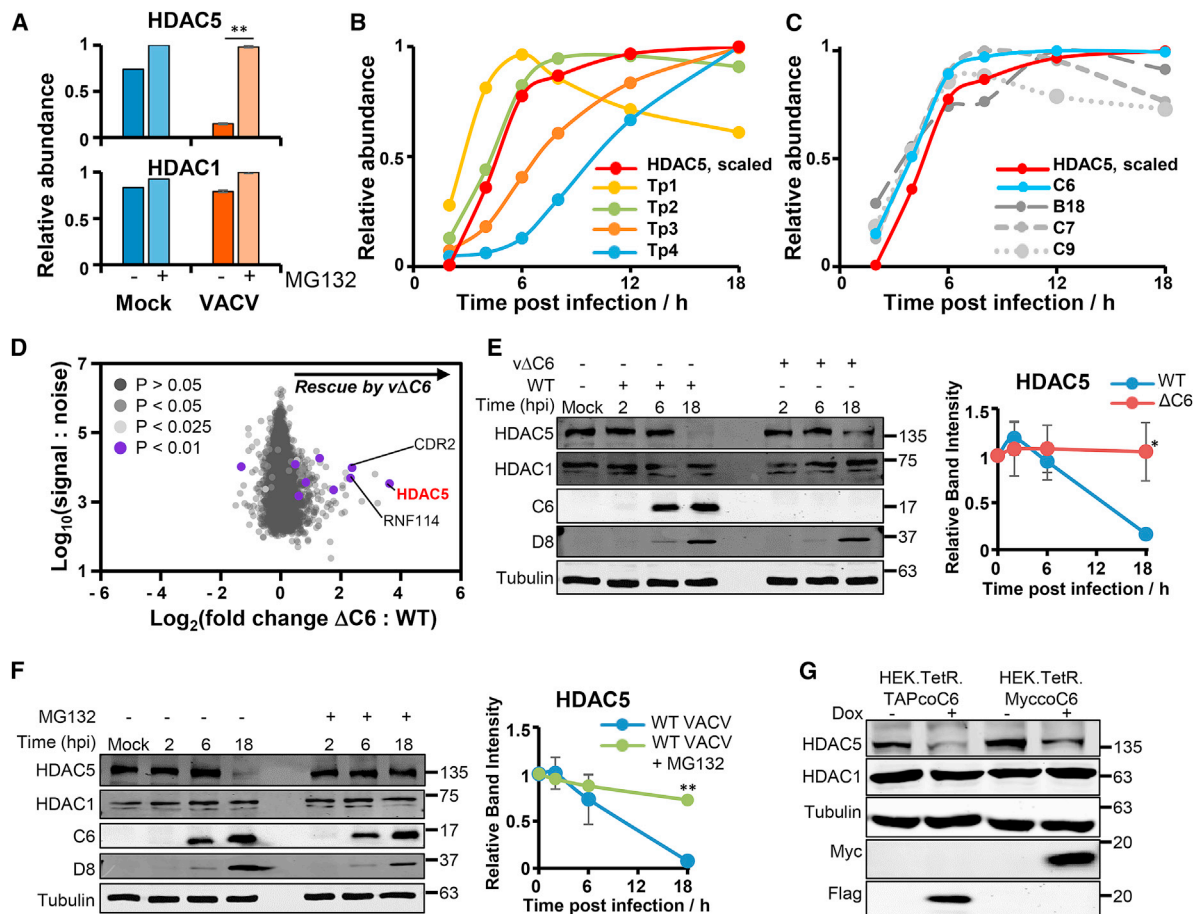 A
HDAC5
**
1
0.5
0
HDAC1
1
0.5
0
Relative abundance
- + - + MG132
Mock VACV
B
1
0.5
0
Relative abundance
HDAC5, scaled
Tp1
Tp2
Tp3
Tp4
0 6 12 18
Time post infection / h
C
1
0.5
0
Relative abundance
HDAC5, scaled
C6
B18
C7
C9
0 6 12 18
Time post infection / h
D
7
5
3
1
Log10(signal : noise)
P > 0.05
P < 0.05
P < 0.025
P < 0.01
Rescue by vΔC6
CDR2
HDAC5
RNF114
- 6 - 4 - 2 0 2 4 6
Log2(fold change ΔC6 : WT)
E
vΔC6 - - - - + + +
WT - + + + - - -
Time (hpi) Mock 2 6 18 2 6 18
HDAC5 135
HDAC1 75
C6 17
D8 37
Tubulin 63
HDAC5
WT
ΔC6
Relative Band Intensity
1.5
1
0.5
0
*
0 6 12 18
Time post infection / h
F
MG132 - - - - + + +
Time (hpi) Mock 2 6 18 2 6 18
HDAC5 135
HDAC1 75
C6 17
D8 37
Tubulin 63
HDAC5
WT VACV
WT VACV
+ MG132
Relative Band Intensity
1.5
1
0.5
0
**
0 6 12 18
Time post infection / h
G
HEK.TetR. HEK.TetR.
TAPcoC6 MyccoC6
Dox - + - +
HDAC5 135
HDAC1 63
Tubulin 63
Myc 20
Flag 20